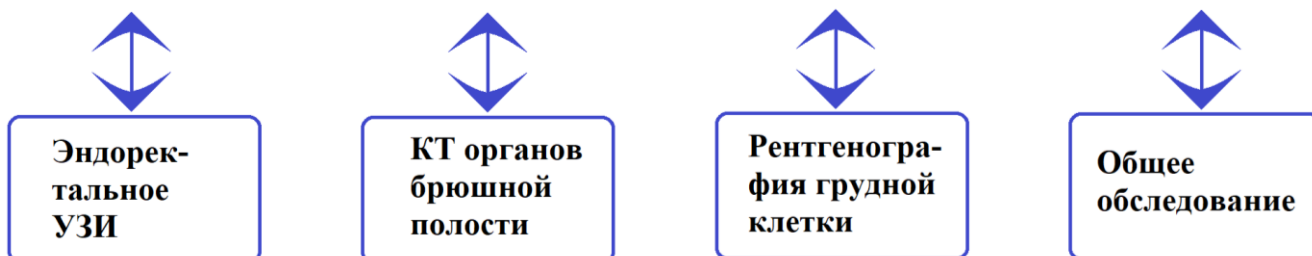 Эндорек-
тальное
УЗИ
КТ органов
брюшной
полости
Рентгеногра-
фия грудной
клетки
Общее
обследование